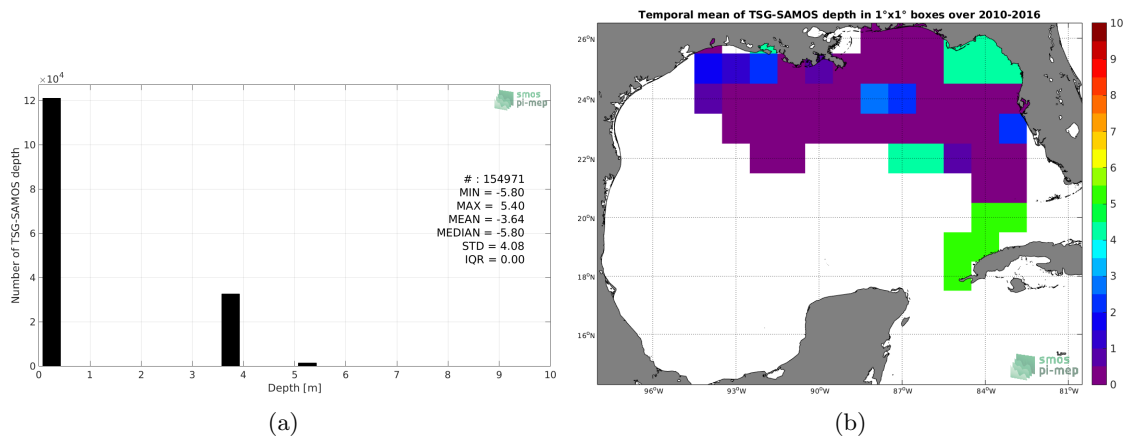 ×10⁴
12
10
8
6
4
2
0
Number of TSG-SAMOS depth
0 1 2 3 4 5 6 7 8 9 10
Depth [m]
smos
pi-mep
# : 154971
MIN = -5.80
MAX = 5.40
MEAN = -3.64
MEDIAN = -5.80
STD = 4.08
IQR = 0.00
(a)
Temporal mean of TSG-SAMOS depth in 1°x1° boxes over 2010-2016
26°N
24°N
22°N
20°N
18°N
16°N
96°W 93°W 90°W 87°W 84°W 81°W
smos
pi-mep
10
9
8
7
6
5
4
3
2
1
0
(b)